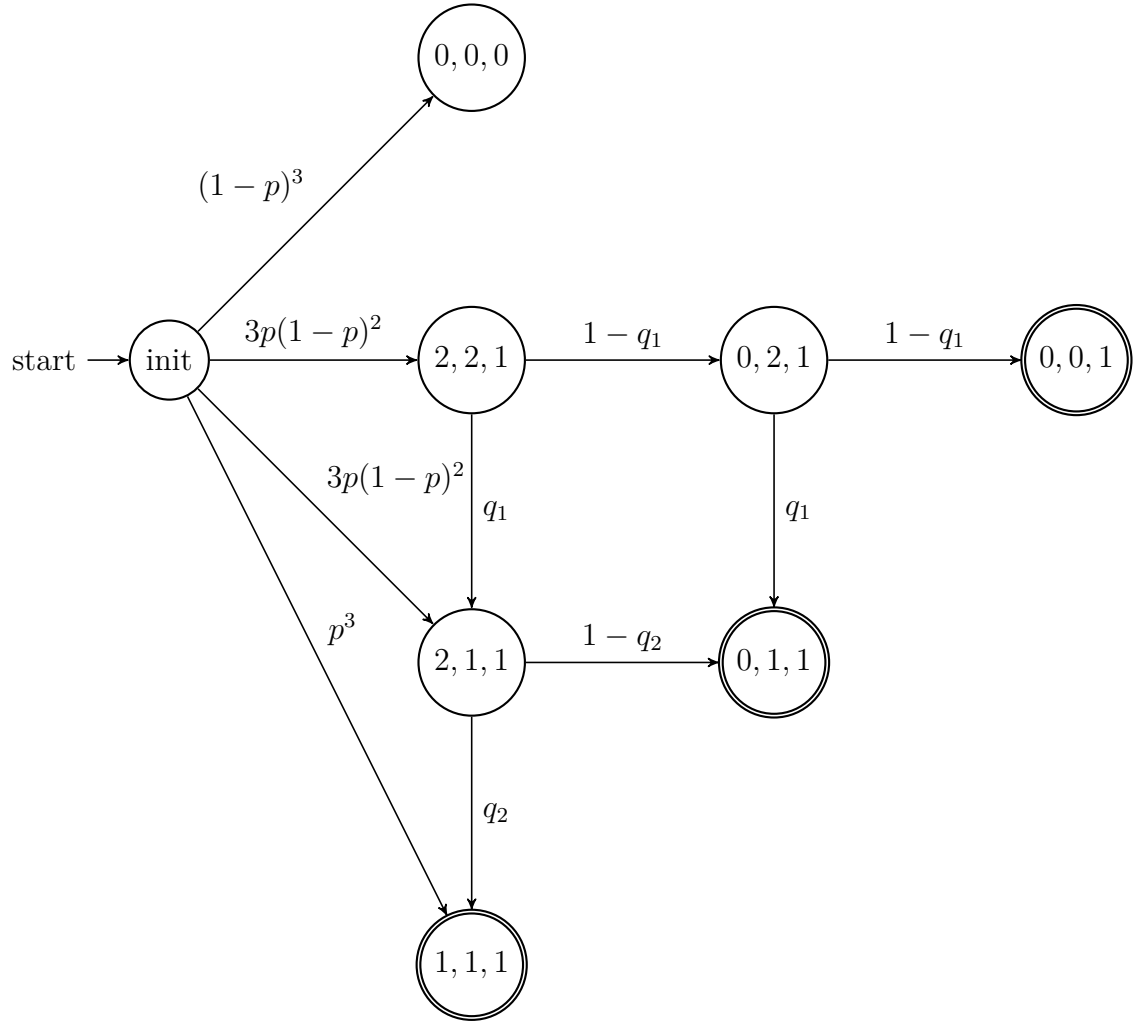 0, 0, 0
(1 − p)³
3p(1 − p)²
1 − q₁
1 − q₁
start
init
2, 2, 1
0, 2, 1
0, 0, 1
3p(1 − p)²
q₁
q₁
p³
1 − q₂
2, 1, 1
0, 1, 1
q₂
1, 1, 1